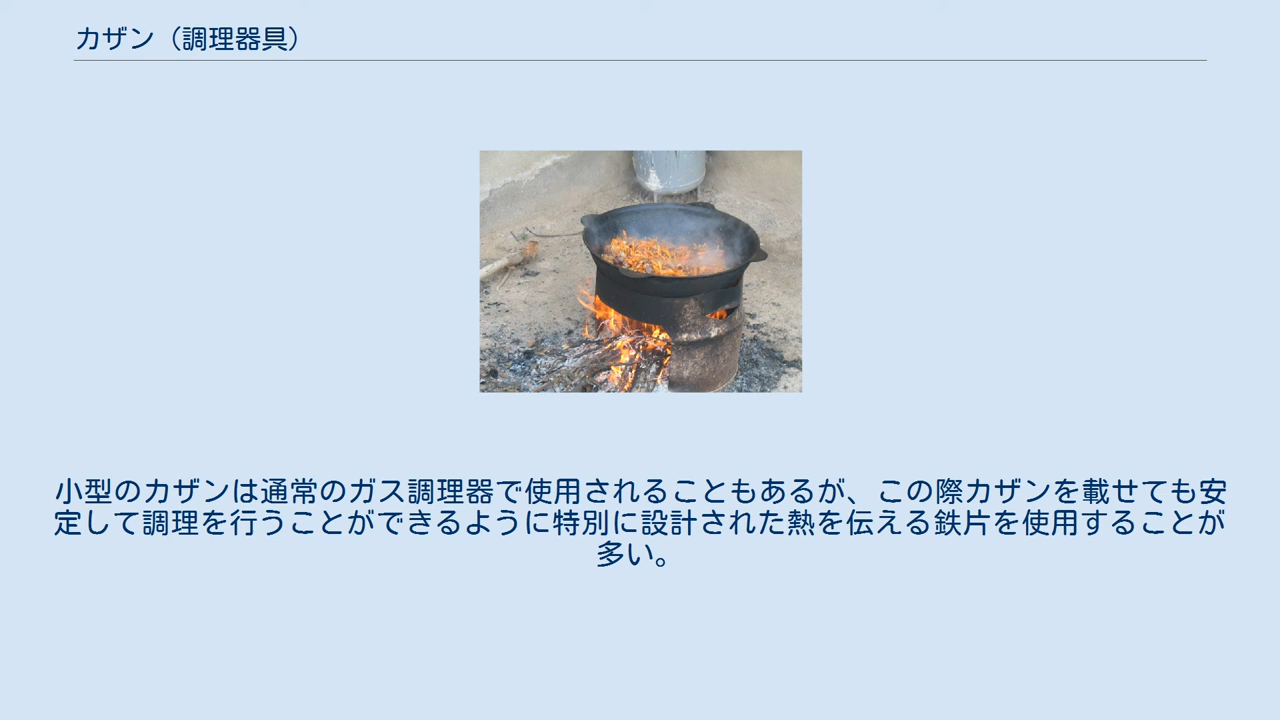 カザン（調理器具）
小型のカザンは通常のガス調理器で使用されることもあるが、この際カザンを載せても安
定して調理を行うことができるように特別に設計された熱を伝える鉄片を使用することが
多い。